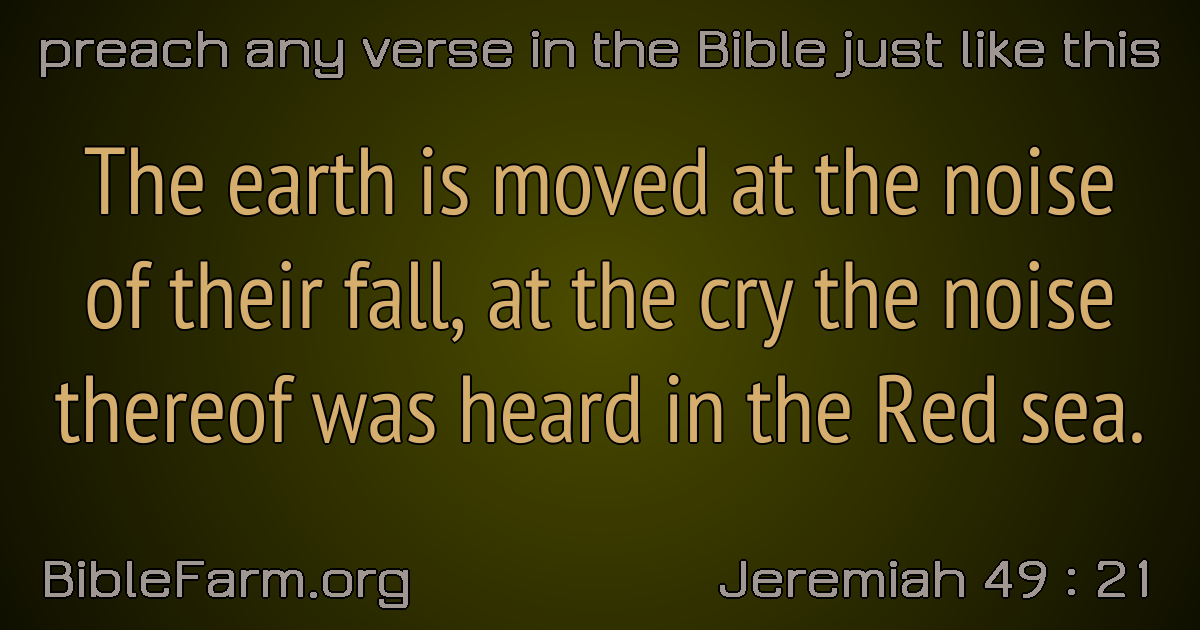 preach any verse in the Bible just like this
The earth is moved at the noise
of their fall, at the cry the noise
thereof was heard in the Red sea.
BibleFarm.org
Jeremiah 49 : 21